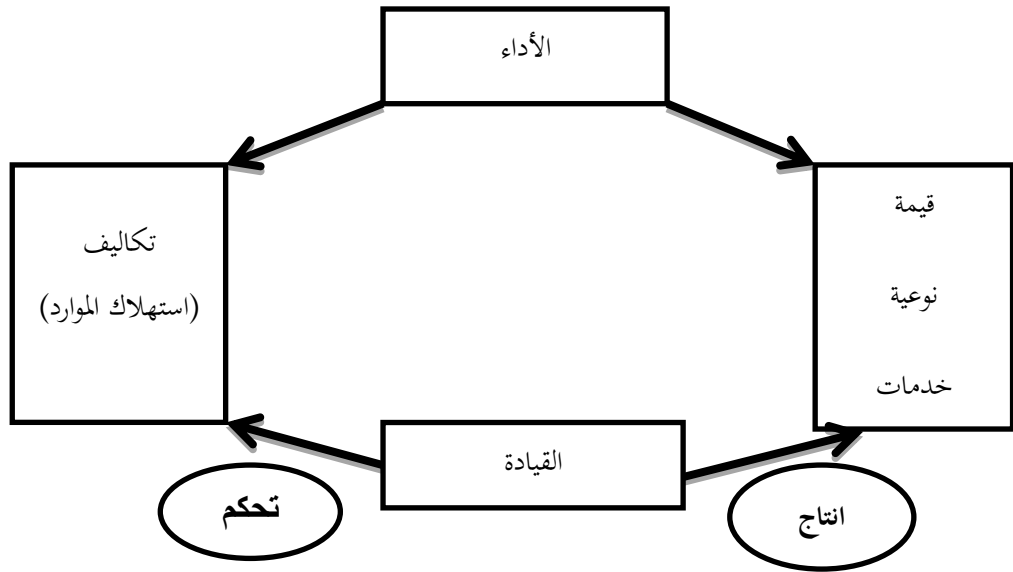 الأداء
قيمة
نوعية
خدمات
تكاليف
(استهلاك الموارد)
القيادة
انتاج
تحكم